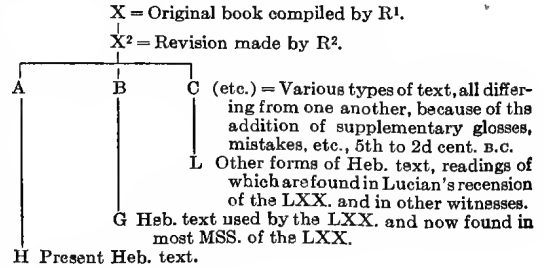 X = Original book compiled by R¹.
X² = Revision made by R².
A B C (etc.) = Various types of text, all differ-
ing from one another, because of the
addition of supplementary glosses,
mistakes, etc., 5th to 2d cent. B.C.
L Other forms of Heb. text, readings of
which are found in Lucian's recension
of the LXX. and in other witnesses.
G Heb. text used by the LXX. and now found in
most MSS. of the LXX.
H Present Heb. text.